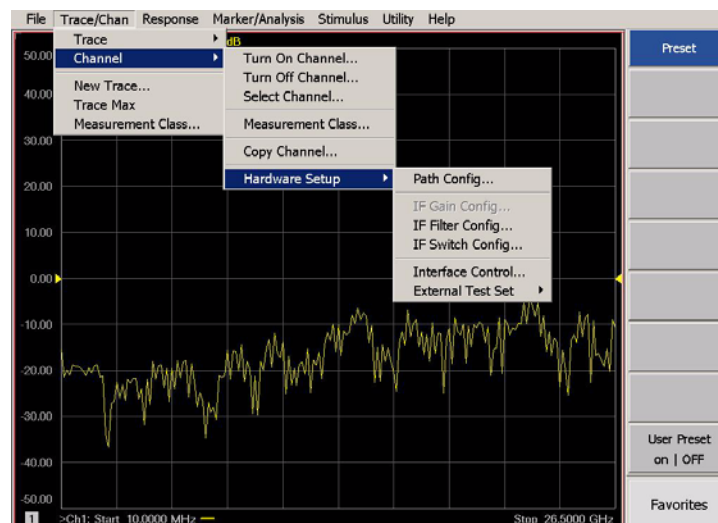 File Trace/Chan Response Marker/Analysis Stimulus Utility Help
Trace
Channel
New Trace...
Trace Max
Measurement Class...
dB
Turn On Channel...
Turn Off Channel...
Select Channel...
Measurement Class...
Copy Channel...
Hardware Setup
Path Config...
IF Gain Config...
IF Filter Config...
IF Switch Config...
Interface Control...
External Test Set
50.00
40.00
30.00
20.00
10.00
0.00
-10.00
-20.00
-30.00
-40.00
-50.00
1 >Ch1: Start 10.0000 MHz Stop 26.5000 GHz
Preset
User Preset
on | OFF
Favorites